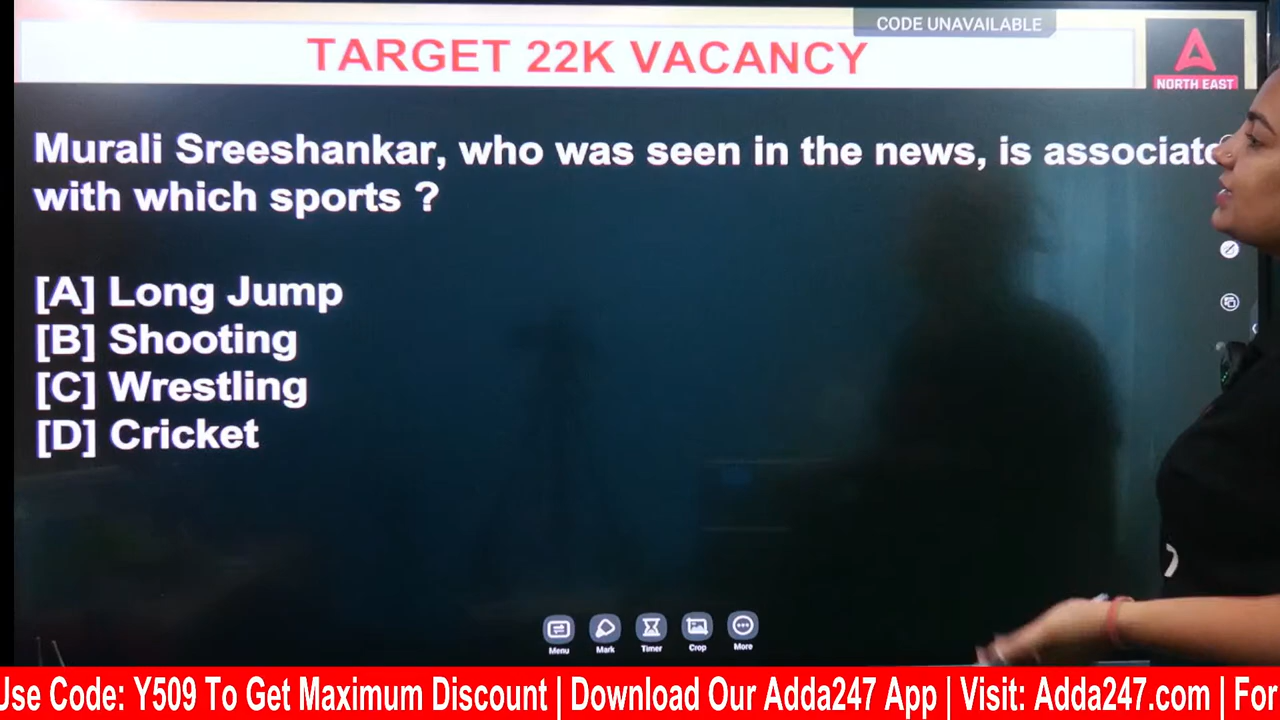 CODE UNAVAILABLE
TARGET 22K VACANCY
NORTH EAST
Murali Sreeshankar, who was seen in the news, is
with which sports ?
[A] Long Jump
[B] Shooting
[C] Wrestling
[D] Cricket
Menu Mark Timer Crop More
Use Code: Y509 To Get Maximum Discount | Download Our Adda247 App | Visit: Adda247.com | For